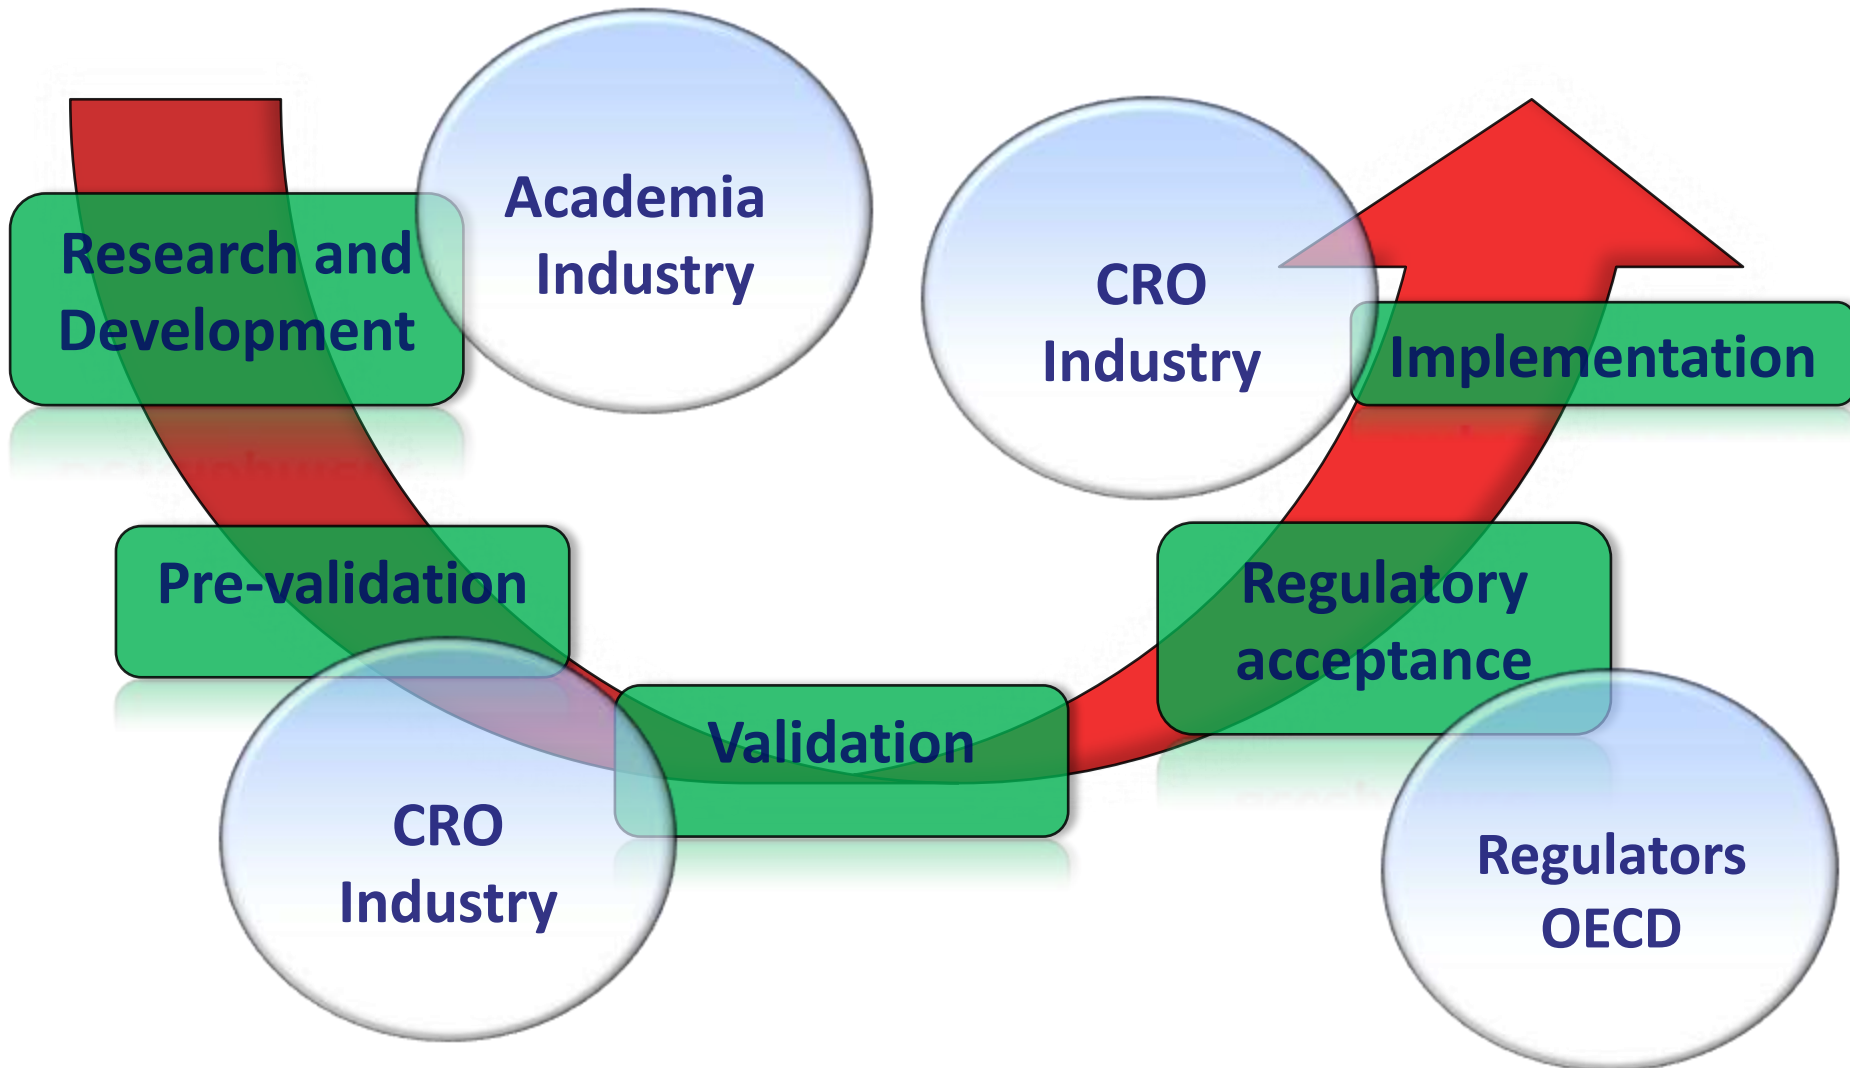 Research and
Development
Academia
Industry
Pre-validation
CRO
Industry
Validation
Regulatory
acceptance
Regulators
OECD
CRO
Industry
Implementation